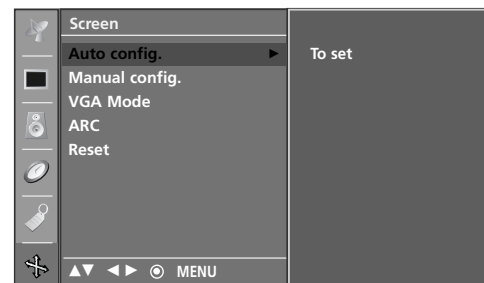 Screen
Auto config. ►
To set
Manual config.
VGA Mode
ARC
Reset
▲▼ ◄► ◉ MENU